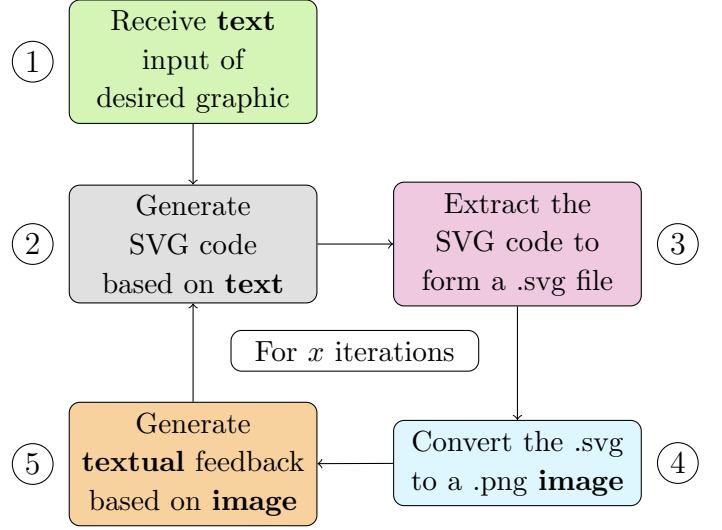 1
Receive text
input of
desired graphic
2
Generate
SVG code
based on text
Extract the
SVG code to
form a .svg file
3
For x iterations
5
Generate
textual feedback
based on image
Convert the .svg
to a .png image
4